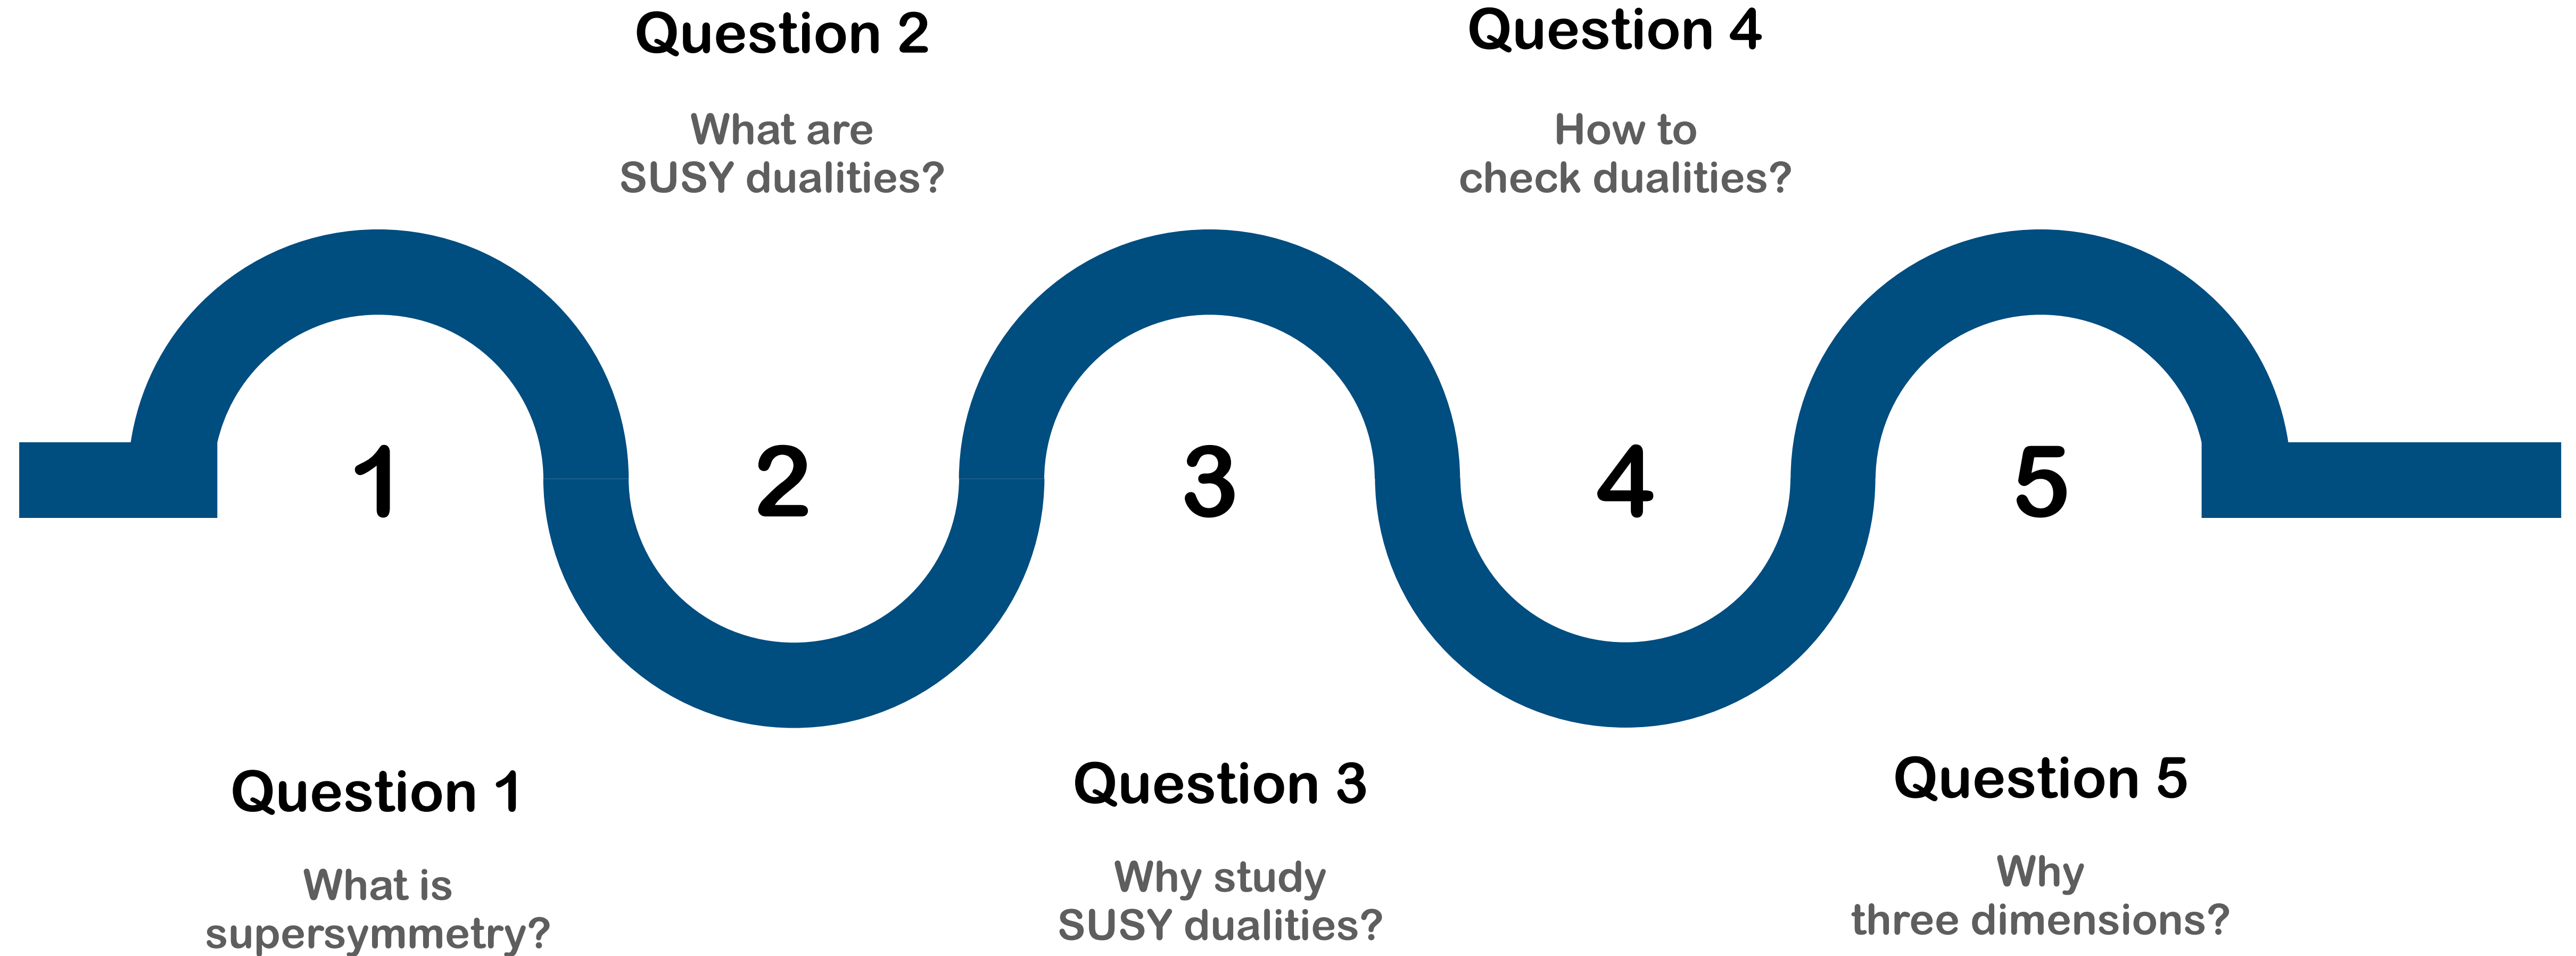 Question 2
What are
SUSY dualities?
Question 4
How to
check dualities?
1
2
3
4
5
Question 1
What is
supersymmetry?
Question 3
Why study
SUSY dualities?
Question 5
Why
three dimensions?